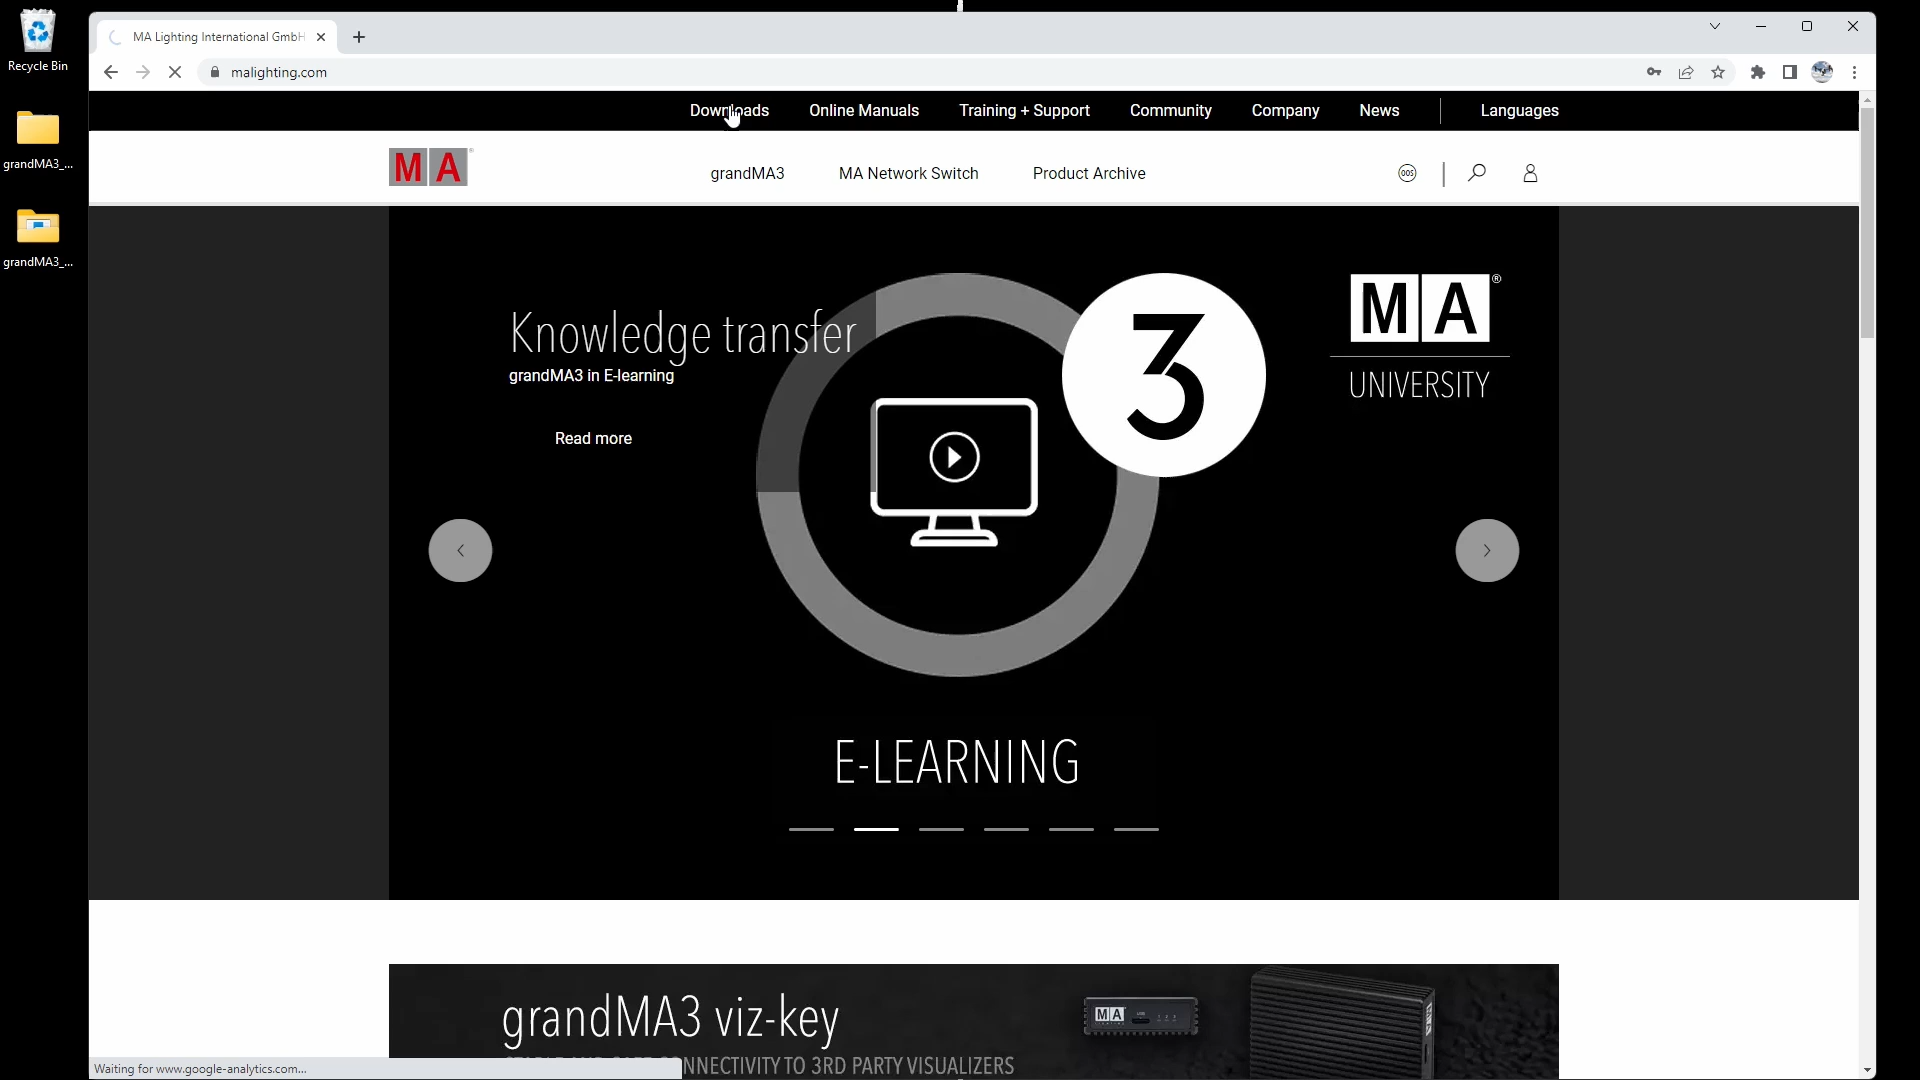 Recycle Bin
grandMA3_...
grandMA3_...
MA Lighting International GmbH
malighting.com
Downloads
Online Manuals
Training + Support
Community
Company
News
Languages
MA
grandMA3
MA Network Switch
Product Archive
Knowledge transfer
grandMA3 in E-learning
Read more
3
MA®
UNIVERSITY
E-LEARNING
grandMA3 viz-key
CONNECTIVITY TO 3RD PARTY VISUALIZERS
MA
Waiting for www.google-analytics.com...